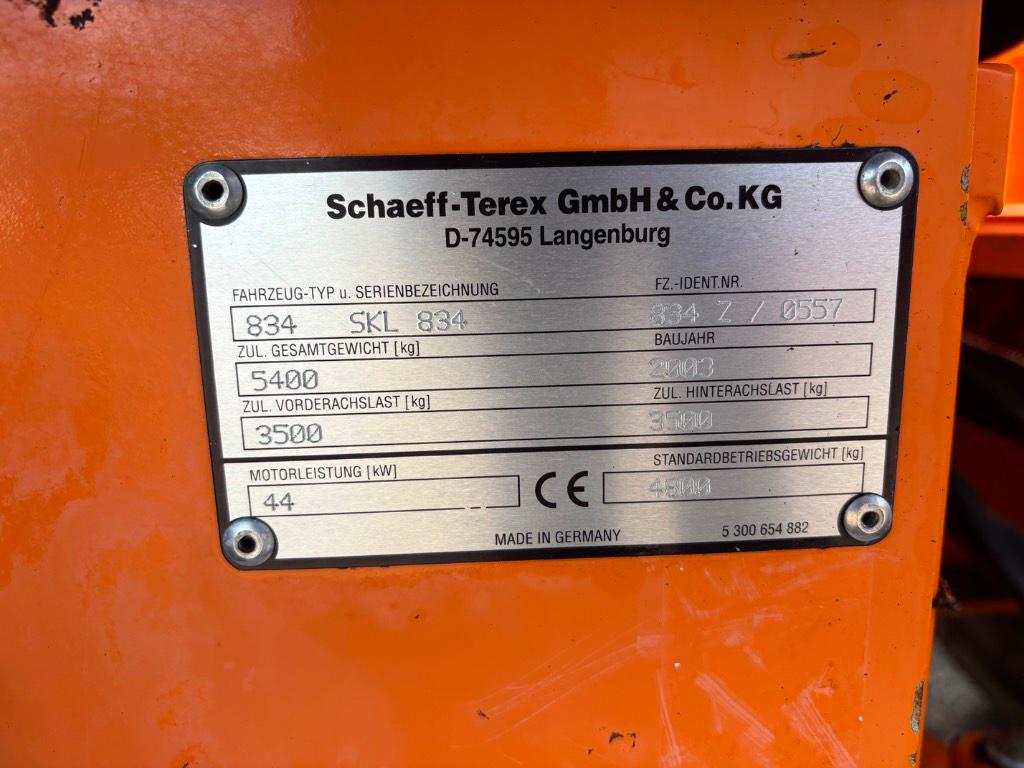 Schaeff-Terex GmbH & Co. KG
D-74595 Langenburg
FAHRZEUG-TYP u. SERIENBEZEICHNUNG FZ.-IDENT.NR.
834 SKL 834 834 Z / 0557
ZUL. GESAMTGEWICHT [kg] BAUJAHR
5400 2003
ZUL. VORDERACHSLAST [kg] ZUL. HINTERACHSLAST [kg]
3500 3500
MOTORLEISTUNG [kW] STANDARDBETRIEBSGEWICHT [kg]
44 CE 4800
MADE IN GERMANY 5 300 654 882